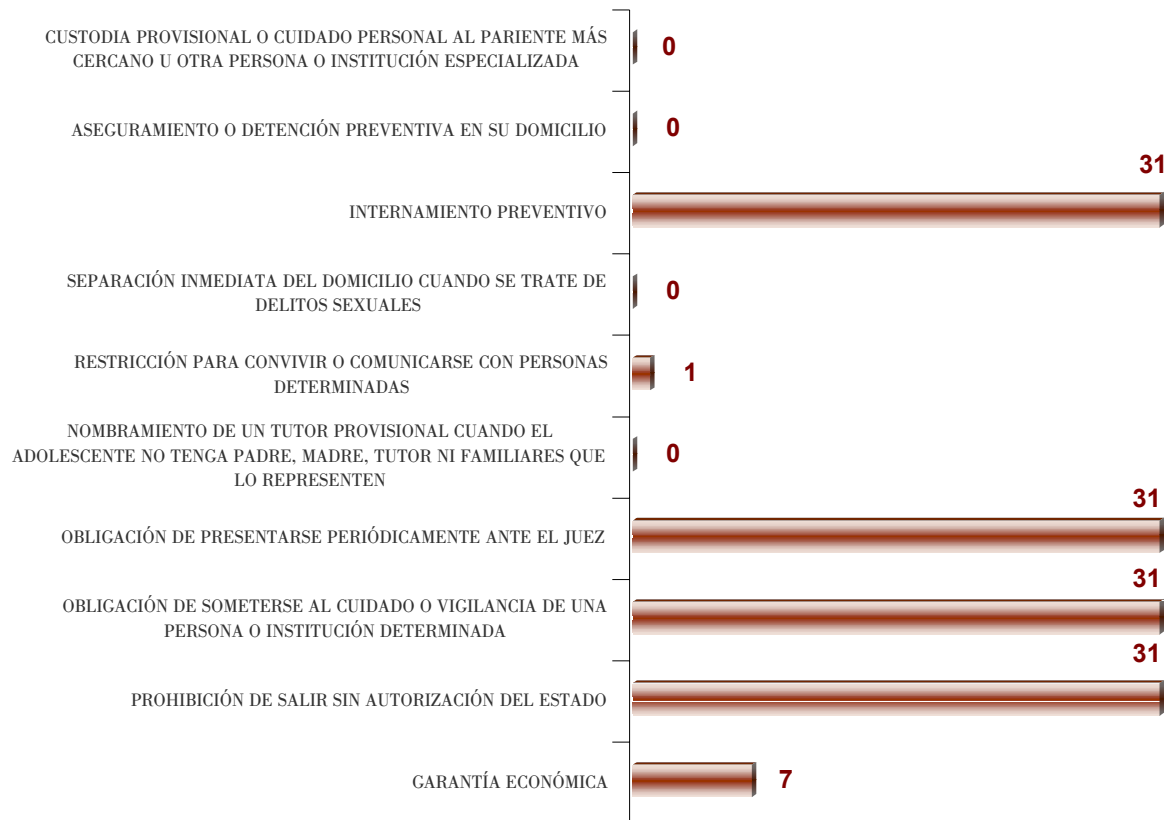 CUSTODIA PROVISIONAL O CUIDADO PERSONAL AL PARIENTE MÁS
CERCANO U OTRA PERSONA O INSTITUCIÓN ESPECIALIZADA
0
ASEGURAMIENTO O DETENCIÓN PREVENTIVA EN SU DOMICILIO
0
INTERNAMIENTO PREVENTIVO
31
SEPARACIÓN INMEDIATA DEL DOMICILIO CUANDO SE TRATE DE
DELITOS SEXUALES
0
RESTRICCIÓN PARA CONVIVIR O COMUNICARSE CON PERSONAS
DETERMINADAS
1
NOMBRAMIENTO DE UN TUTOR PROVISIONAL CUANDO EL
ADOLESCENTE NO TENGA PADRE, MADRE, TUTOR NI FAMILIARES QUE
LO REPRESENTEN
0
OBLIGACIÓN DE PRESENTARSE PERIÓDICAMENTE ANTE EL JUEZ
31
OBLIGACIÓN DE SOMETERSE AL CUIDADO O VIGILANCIA DE UNA
PERSONA O INSTITUCIÓN DETERMINADA
31
PROHIBICIÓN DE SALIR SIN AUTORIZACIÓN DEL ESTADO
31
GARANTÍA ECONÓMICA
7